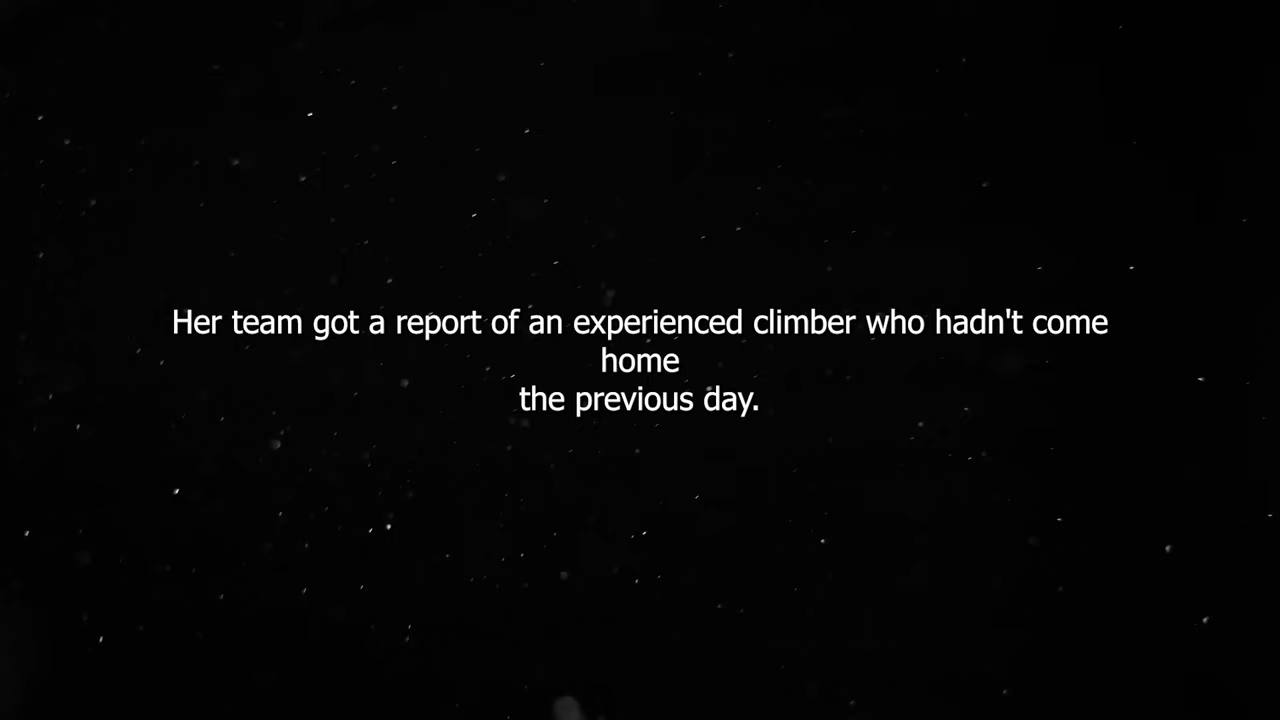 Her team got a report of an experienced climber who hadn't come
home
the previous day.